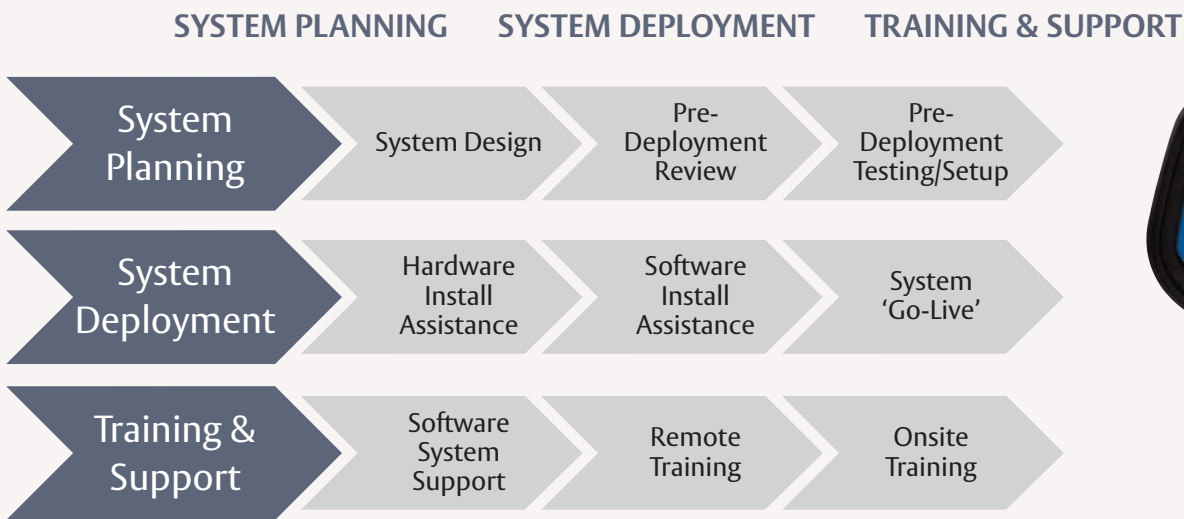 SYSTEM PLANNING SYSTEM DEPLOYMENT TRAINING & SUPPORT
System
Planning
System Design
Pre-
Deployment
Review
Pre-
Deployment
Testing/Setup
System
Deployment
Hardware
Install
Assistance
Software
Install
Assistance
System
‘Go-Live’
Training &
Support
Software
System
Support
Remote
Training
Onsite
Training